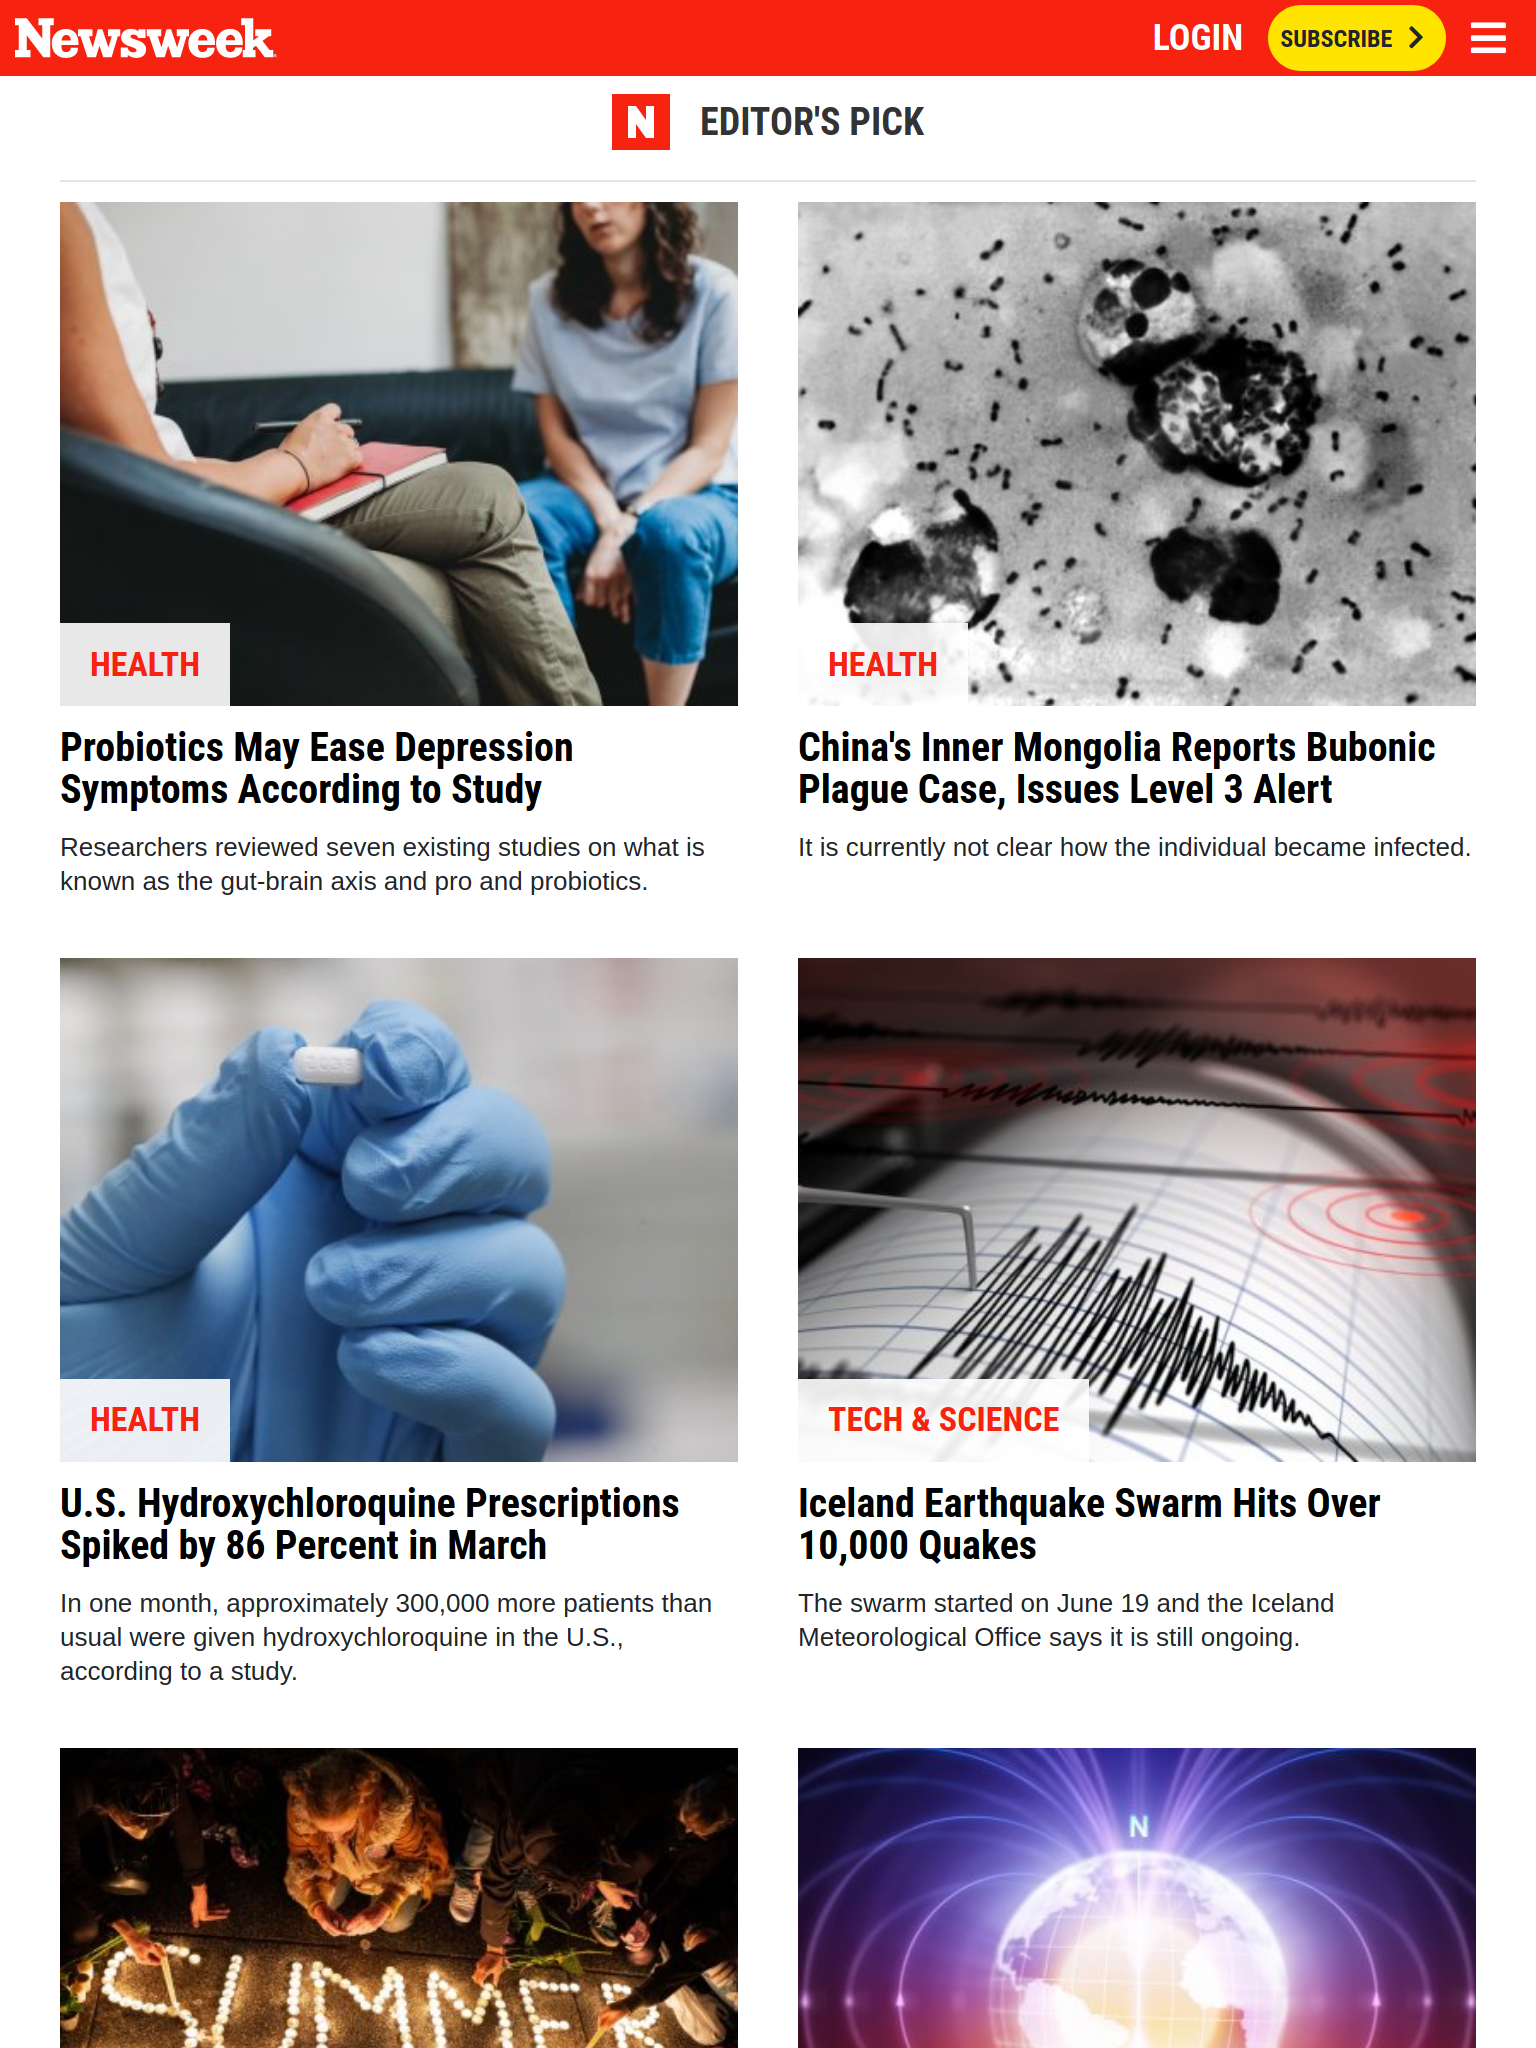 Newsweek
LOGIN
SUBSCRIBE
N
EDITOR'S PICK
HEALTH
Probiotics May Ease Depression
Symptoms According to Study
Researchers reviewed seven existing studies on what is
known as the gut-brain axis and pro and probiotics.
HEALTH
China's Inner Mongolia Reports Bubonic
Plague Case, Issues Level 3 Alert
It is currently not clear how the individual became infected.
HEALTH
U.S. Hydroxychloroquine Prescriptions
Spiked by 86 Percent in March
In one month, approximately 300,000 more patients than
usual were given hydroxychloroquine in the U.S.,
according to a study.
TECH & SCIENCE
Iceland Earthquake Swarm Hits Over
10,000 Quakes
The swarm started on June 19 and the Iceland
Meteorological Office says it is still ongoing.
SUMMER
N